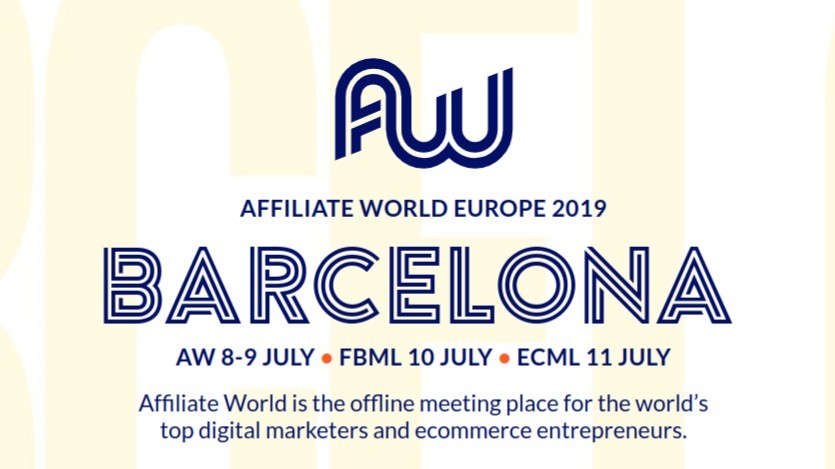 AW
AFFILIATE WORLD EUROPE 2019
BARCELONA
AW 8-9 JULY • FBML 10 JULY • ECML 11 JULY
Affiliate World is the offline meeting place for the world's
top digital marketers and ecommerce entrepreneurs.